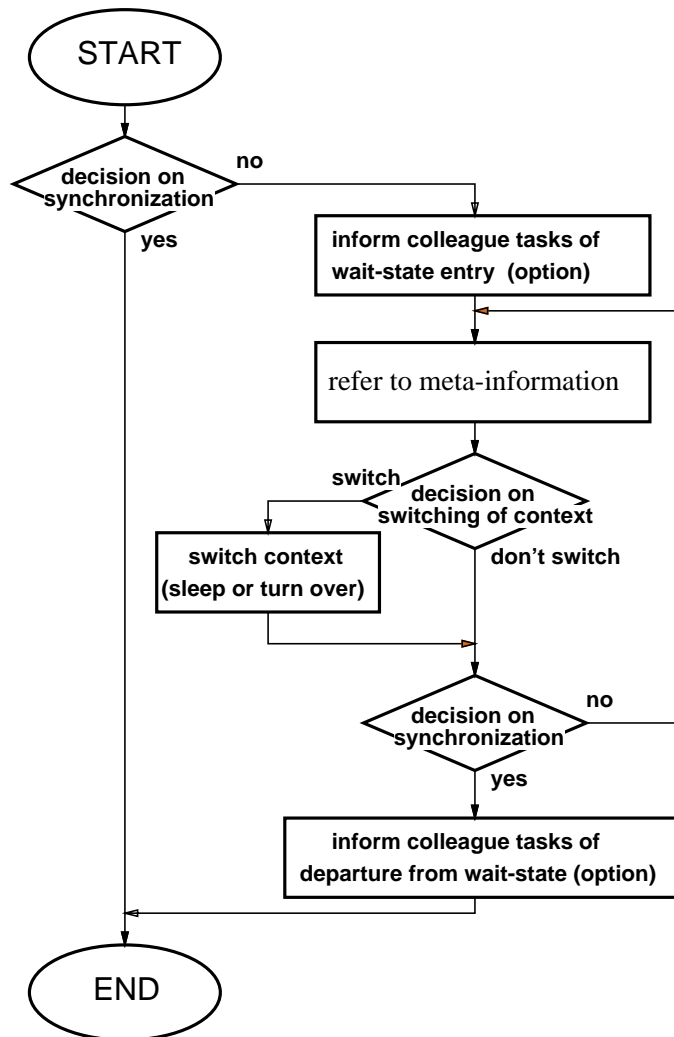 START
decision on
synchronization
no
yes
inform colleague tasks of
wait-state entry (option)
refer to meta-information
switch
decision on
switching of context
don't switch
switch context
(sleep or turn over)
decision on
synchronization
no
yes
inform colleague tasks of
departure from wait-state (option)
END